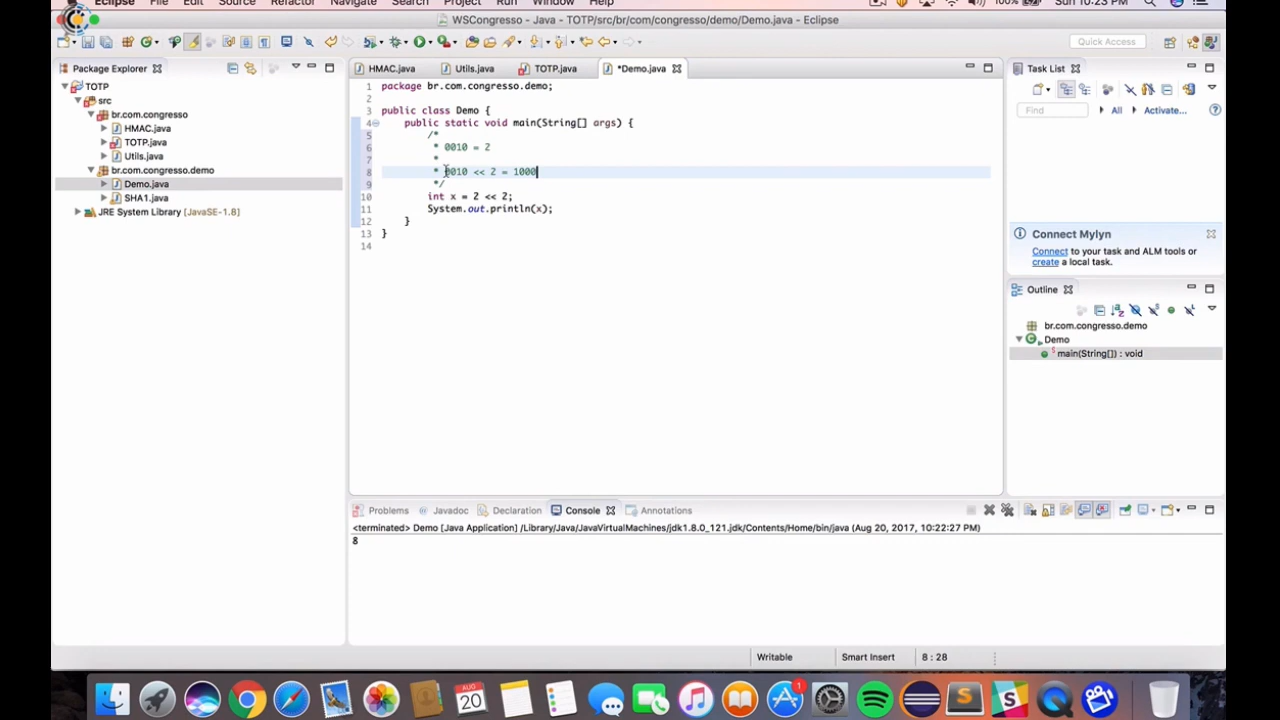 Eclipse File Edit Source Refactor Navigate Search Project Run Window Help 100% Sun 10:23 PM
WSCongresso - Java - TOTP/src/br/com/congresso/demo/Demo.java - Eclipse
Quick Access
Package Explorer
TOTP
src
br.com.congresso
HMAC.java
TOTP.java
Utils.java
br.com.congresso.demo
Demo.java
SHA1.java
JRE System Library [JavaSE-1.8]
HMAC.java Utils.java TOTP.java *Demo.java
1 package br.com.congresso.demo;
2
3 public class Demo {
4 public static void main(String[] args) {
5 /*
6 * 0010 = 2
7 *
8 * 0010 << 2 = 1000
9 */
10 int x = 2 << 2;
11 System.out.println(x);
12 }
13 }
14
Task List
Find All Activate...
Connect Mylyn
Connect to your task and ALM tools or
create a local task.
Outline
br.com.congresso.demo
Demo
main(String[]) : void
Problems Javadoc Declaration Console Annotations
<terminated> Demo [Java Application] /Library/Java/JavaVirtualMachines/jdk1.8.0_121.jdk/Contents/Home/bin/java (Aug 20, 2017, 10:22:27 PM)
8
Writable Smart Insert 8 : 28
AUG
20
1